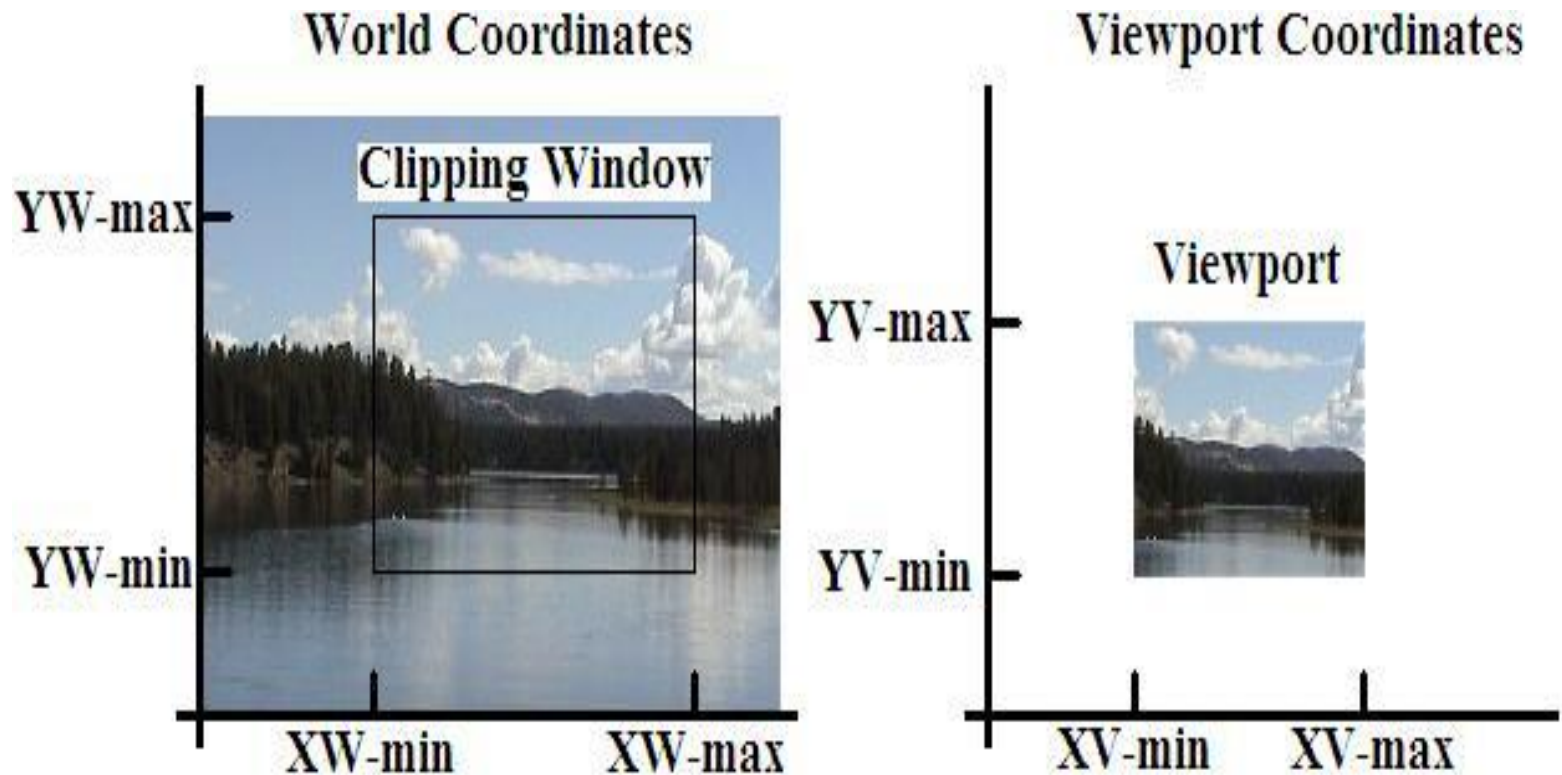 World Coordinates
Viewport Coordinates
Clipping Window
YW-max
YW-min
XW-min
XW-max
Viewport
YV-max
YV-min
XV-min
XV-max